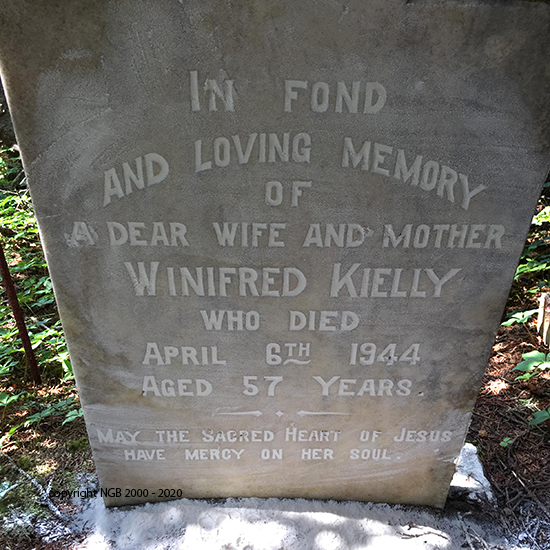 IN FOND
AND LOVING MEMORY
OF
A DEAR WIFE AND MOTHER
WINIFRED KIELLY
WHO DIED
APRIL 6TH 1944
AGED 57 YEARS.
MAY THE SACRED HEART OF JESUS
HAVE MERCY ON HER SOUL.
copyright NGB 2000 - 2020